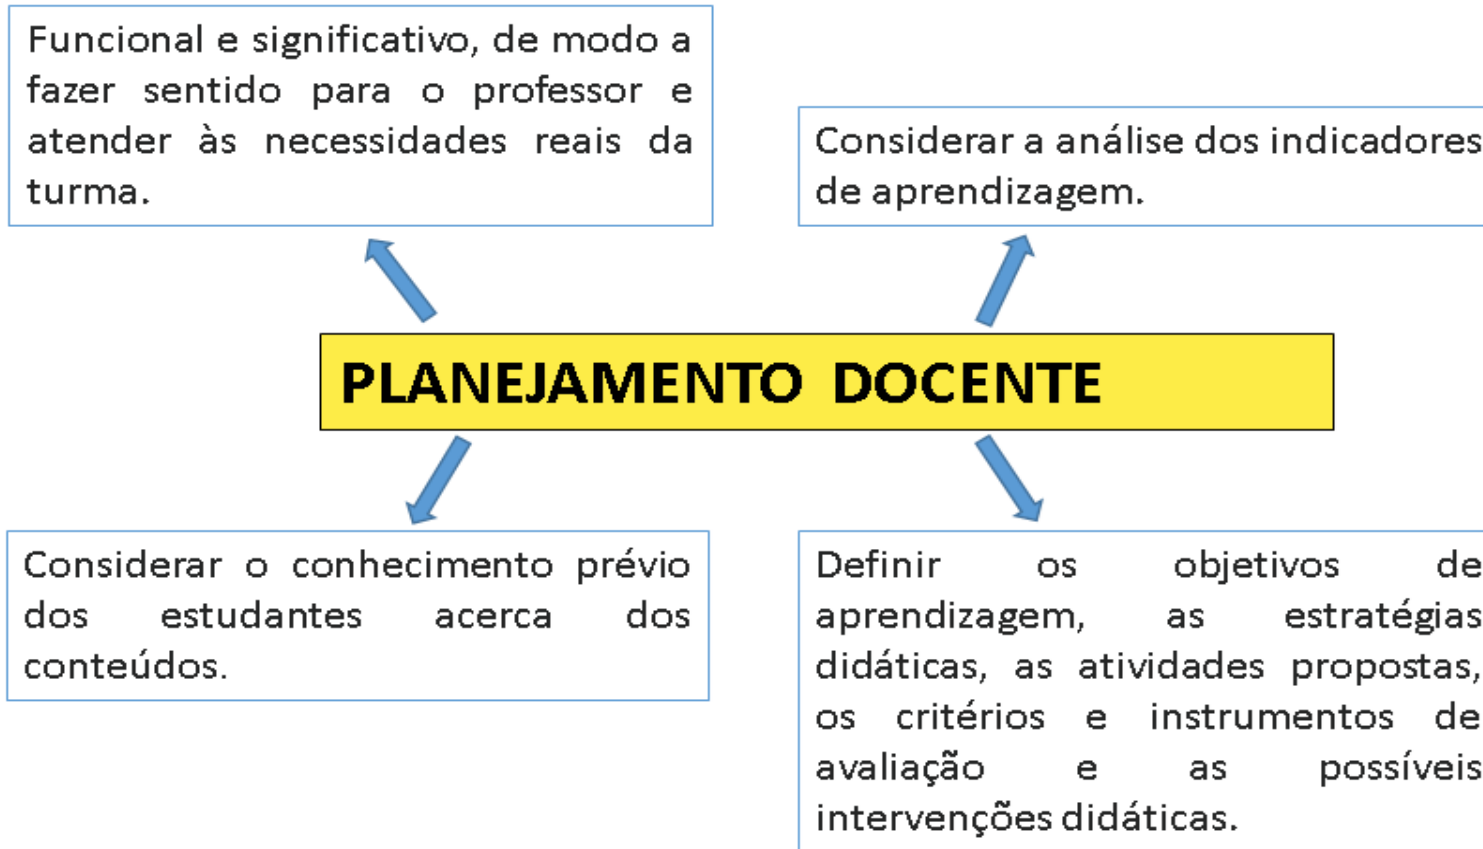 Funcional e significativo, de modo a
fazer sentido para o professor e
atender às necessidades reais da
turma.
Considerar a análise dos indicadores
de aprendizagem.
PLANEJAMENTO DOCENTE
Considerar o conhecimento prévio
dos estudantes acerca dos
conteúdos.
Definir os objetivos de
aprendizagem, as estratégias
didáticas, as atividades propostas,
os critérios e instrumentos de
avaliação e as possíveis
intervenções didáticas.